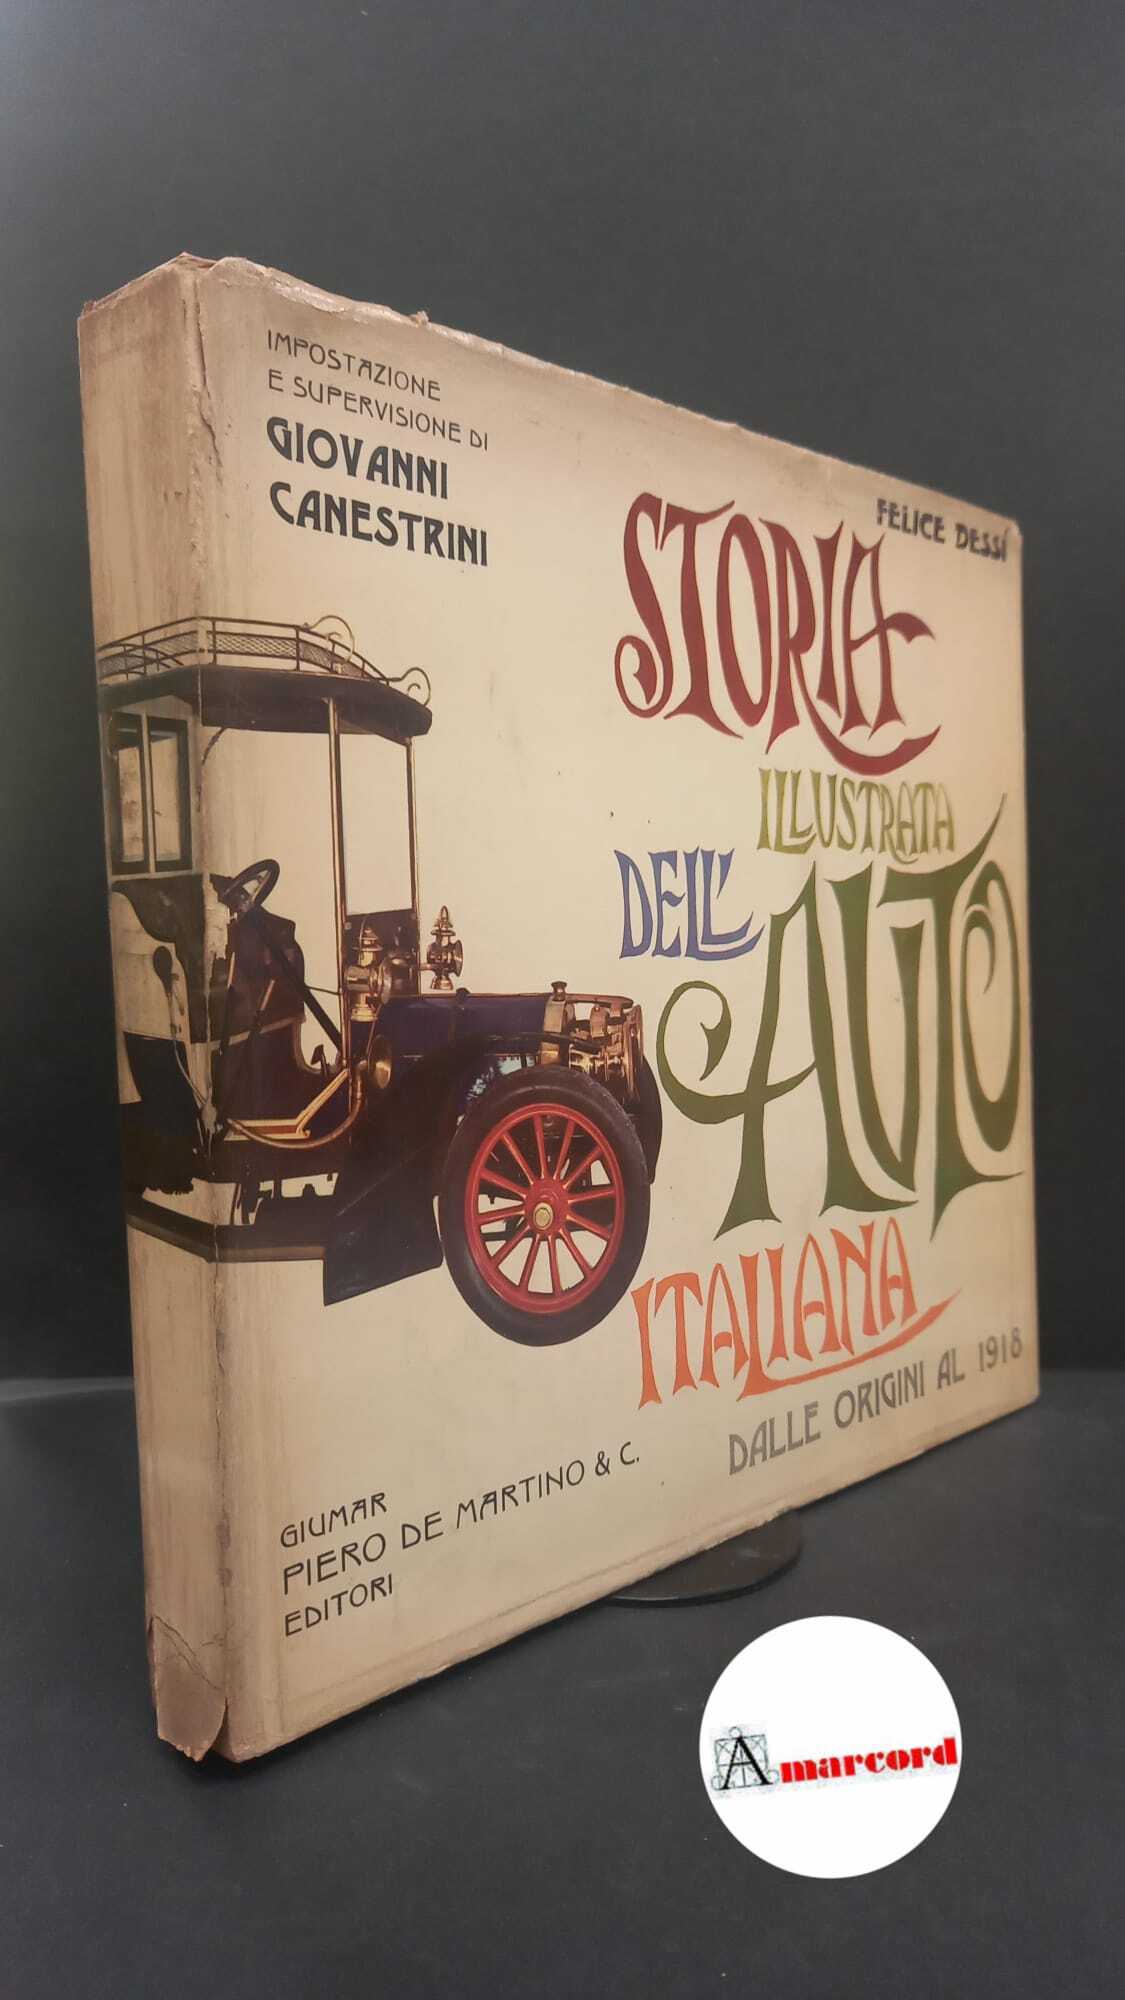 IMPOSTAZIONE
E SUPERVISIONE DI
GIOVANNI
CANESTRINI
FELICE DESSÍ
STORIA
ILLUSTRATA
DELL'
AUTO
ITALIANA
DALLE ORIGINI AL 1918
GIUMAR
PIERO DE MARTINO & C.
EDITORI
Amarcord